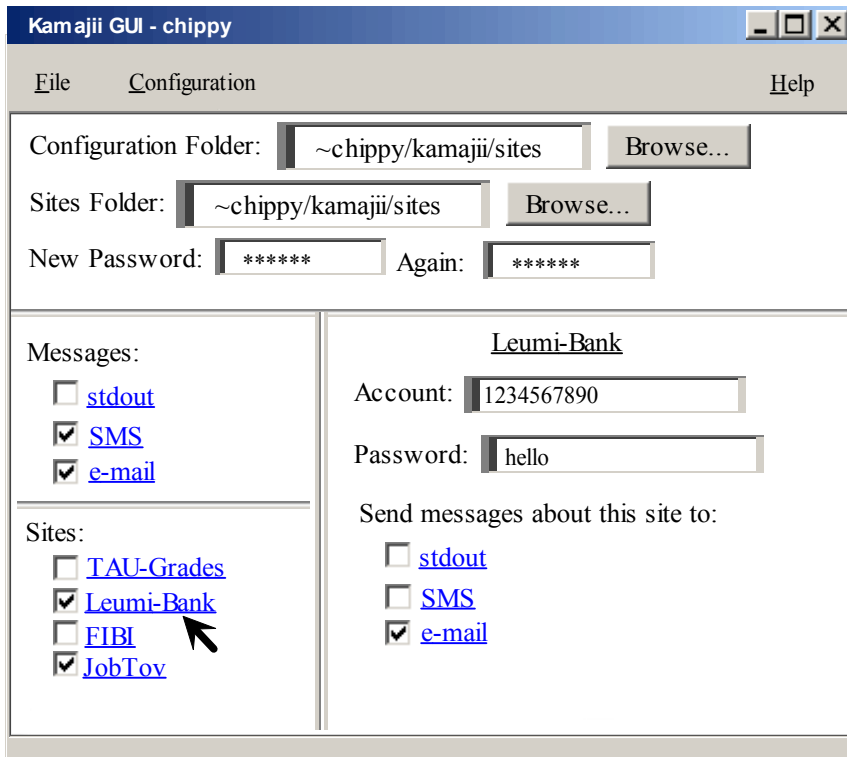 Kamajii GUI - chippy
File Configuration Help
Configuration Folder: ~chippy/kamajii/sites Browse...
Sites Folder: ~chippy/kamajii/sites Browse...
New Password: ****** Again: ******
Messages:
stdout
SMS
e-mail
Sites:
TAU-Grades
Leumi-Bank
FIBI
JobTov
Leumi-Bank
Account: 1234567890
Password: hello
Send messages about this site to:
stdout
SMS
e-mail